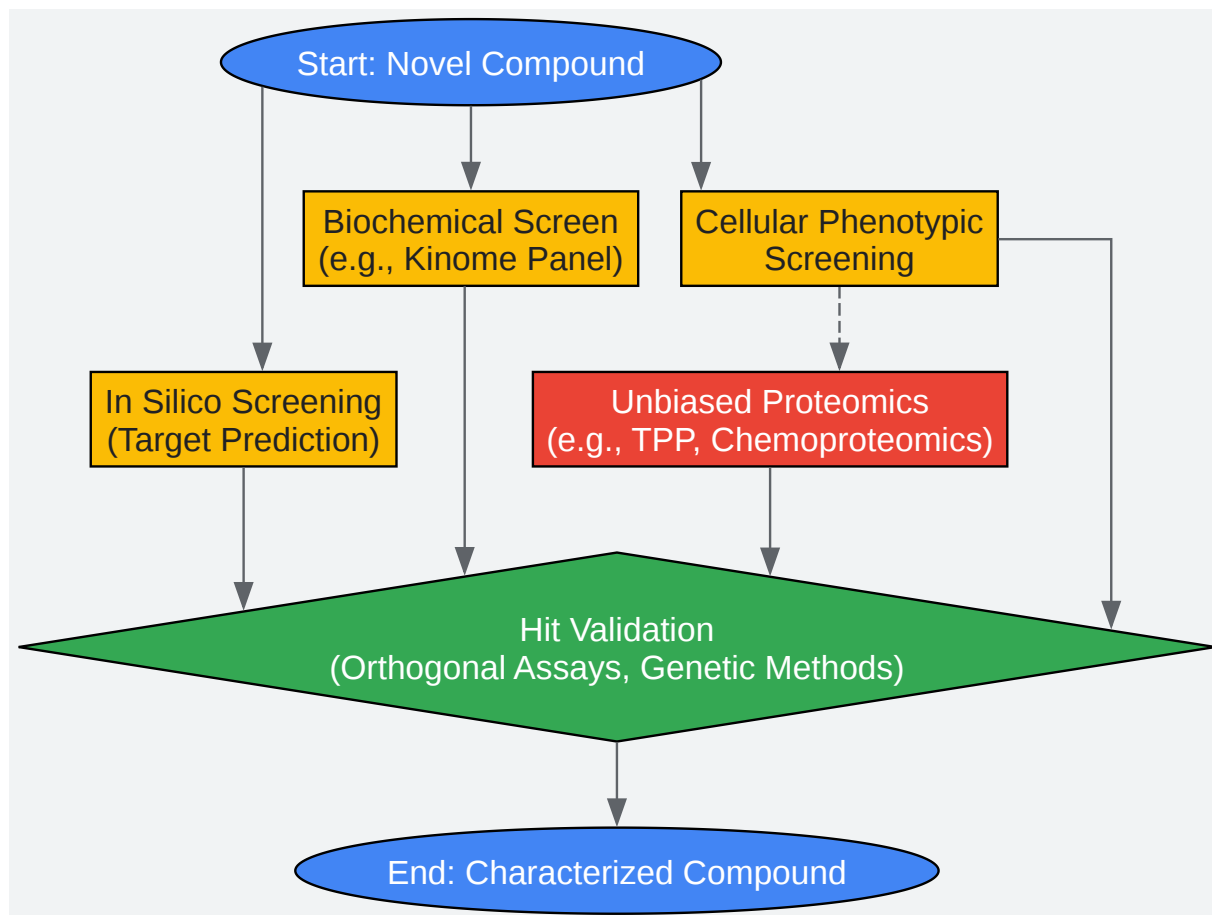 Start: Novel Compound
Biochemical Screen
(e.g., Kinome Panel)
Cellular Phenotypic
Screening
In Silico Screening
(Target Prediction)
Unbiased Proteomics
(e.g., TPP, Chemoproteomics)
Hit Validation
(Orthogonal Assays, Genetic Methods)
End: Characterized Compound